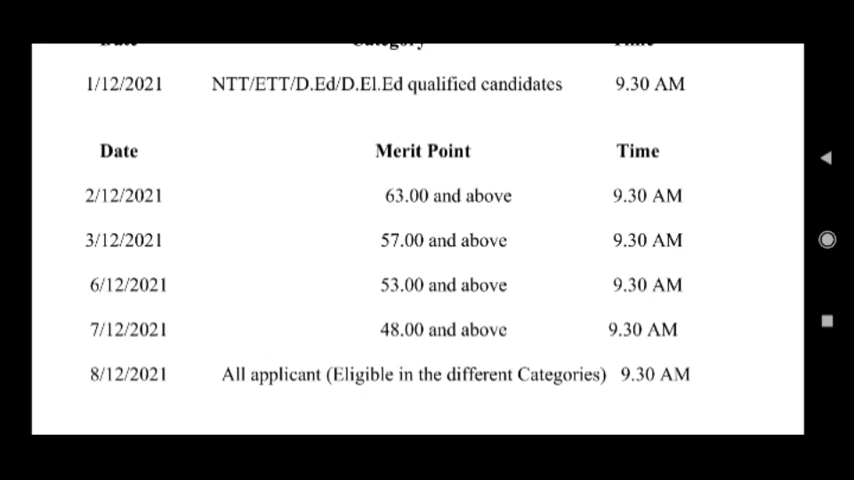 Date Category Time
1/12/2021 NTT/ETT/D.Ed/D.El.Ed qualified candidates 9.30 AM
Date Merit Point Time
2/12/2021 63.00 and above 9.30 AM
3/12/2021 57.00 and above 9.30 AM
6/12/2021 53.00 and above 9.30 AM
7/12/2021 48.00 and above 9.30 AM
8/12/2021 All applicant (Eligible in the different Categories) 9.30 AM